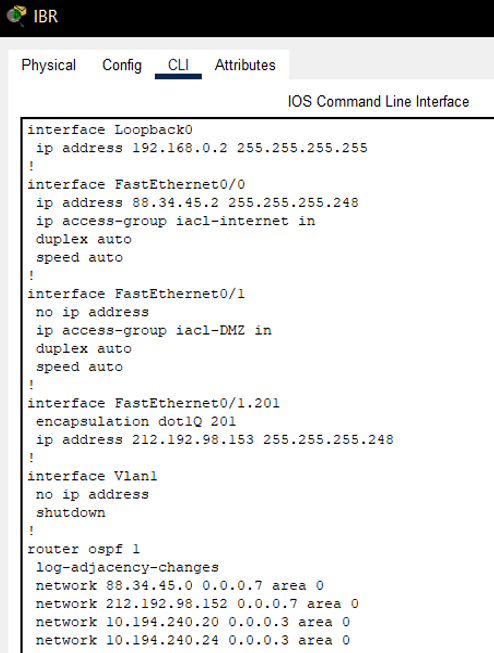 IBR
Physical Config CLI Attributes
IOS Command Line Interface
interface Loopback0
ip address 192.168.0.2 255.255.255.255
!
interface FastEthernet0/0
ip address 88.34.45.2 255.255.255.248
ip access-group iacl-internet in
duplex auto
speed auto
!
interface FastEthernet0/1
no ip address
ip access-group iacl-DMZ in
duplex auto
speed auto
!
interface FastEthernet0/1.201
encapsulation dot1Q 201
ip address 212.192.98.153 255.255.255.248
!
interface Vlan1
no ip address
shutdown
!
router ospf 1
log-adjacency-changes
network 88.34.45.0 0.0.0.7 area 0
network 212.192.98.152 0.0.0.7 area 0
network 10.194.240.20 0.0.0.3 area 0
network 10.194.240.24 0.0.0.3 area 0